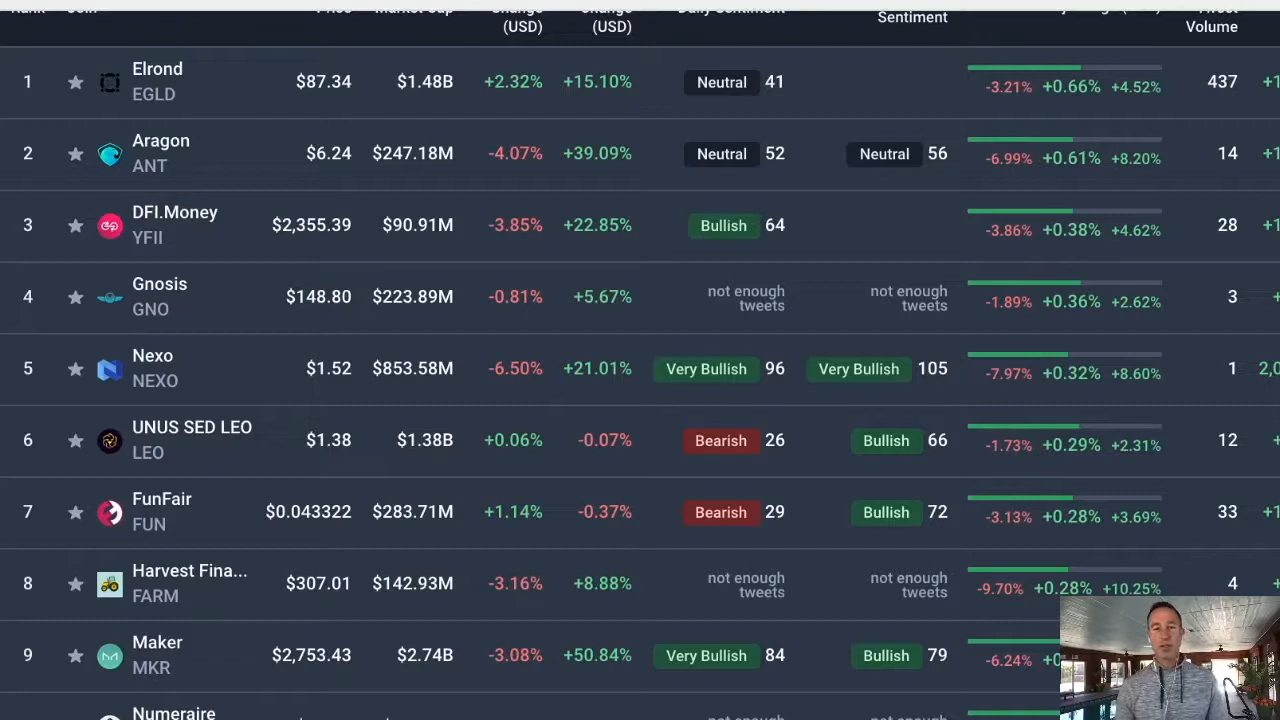 (USD) (USD) Sentiment Volume
1 Elrond EGLD $87.34 $1.48B +2.32% +15.10% Neutral 41 -3.21% +0.66% +4.52% 437
2 Aragon ANT $6.24 $247.18M -4.07% +39.09% Neutral 52 Neutral 56 -6.99% +0.61% +8.20% 14
3 DFI.Money YFII $2,355.39 $90.91M -3.85% +22.85% Bullish 64 -3.86% +0.38% +4.62% 28
4 Gnosis GNO $148.80 $223.89M -0.81% +5.67% not enough tweets not enough tweets -1.89% +0.36% +2.62% 3
5 Nexo NEXO $1.52 $853.58M -6.50% +21.01% Very Bullish 96 Very Bullish 105 -7.97% +0.32% +8.60% 1
6 UNUS SED LEO LEO $1.38 $1.38B +0.06% -0.07% Bearish 26 Bullish 66 -1.73% +0.29% +2.31% 12
7 FunFair FUN $0.043322 $283.71M +1.14% -0.37% Bearish 29 Bullish 72 -3.13% +0.28% +3.69% 33
8 Harvest Fina... FARM $307.01 $142.93M -3.16% +8.88% not enough tweets not enough tweets -9.70% +0.28% +10.25% 4
9 Maker MKR $2,753.43 $2.74B -3.08% +50.84% Very Bullish 84 Bullish 79 -6.24%
Numeraire